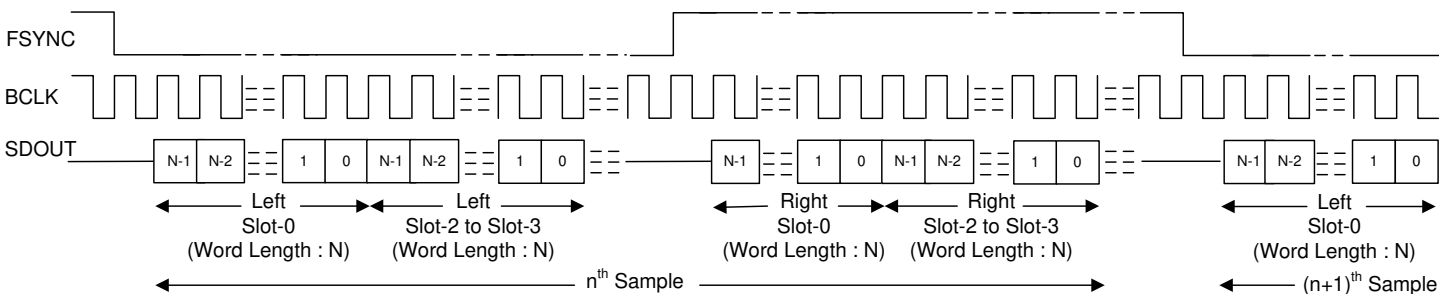 FSYNC
BCLK
SDOUT
N-1 N-2 1 0 N-1 N-2 1 0 N-1 1 0 N-1 N-2 1 0 N-1 N-2 1 0
Left Left Right Right Left
Slot-0 Slot-2 to Slot-3 Slot-0 Slot-2 to Slot-3 Slot-0
(Word Length : N) (Word Length : N) (Word Length : N) (Word Length : N) (Word Length : N)
nth Sample (n+1)th Sample